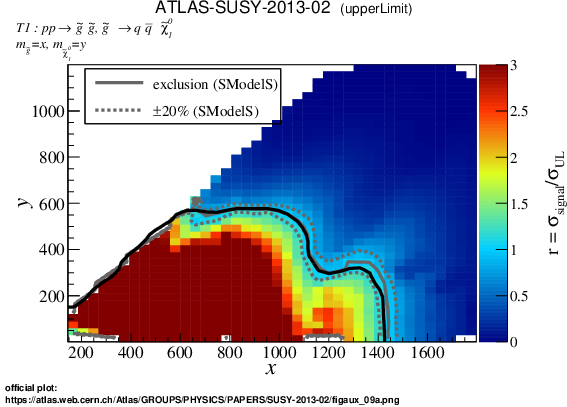 ATLAS-SUSY-2013-02 (upperLimit)
T1 : pp → g̃ g̃, g̃ → q q̅ χ̃₁⁰
m_g̃=x, m_χ̃₁⁰=y
exclusion (SModelS)
±20% (SModelS)
y
1000
800
600
400
200
200 400 600 800 1000 1200 1400 1600
x
3
2.5
2
1.5
1
0.5
0
r = σ_signal/σ_UL
official plot:
https://atlas.web.cern.ch/Atlas/GROUPS/PHYSICS/PAPERS/SUSY-2013-02/figaux_09a.png